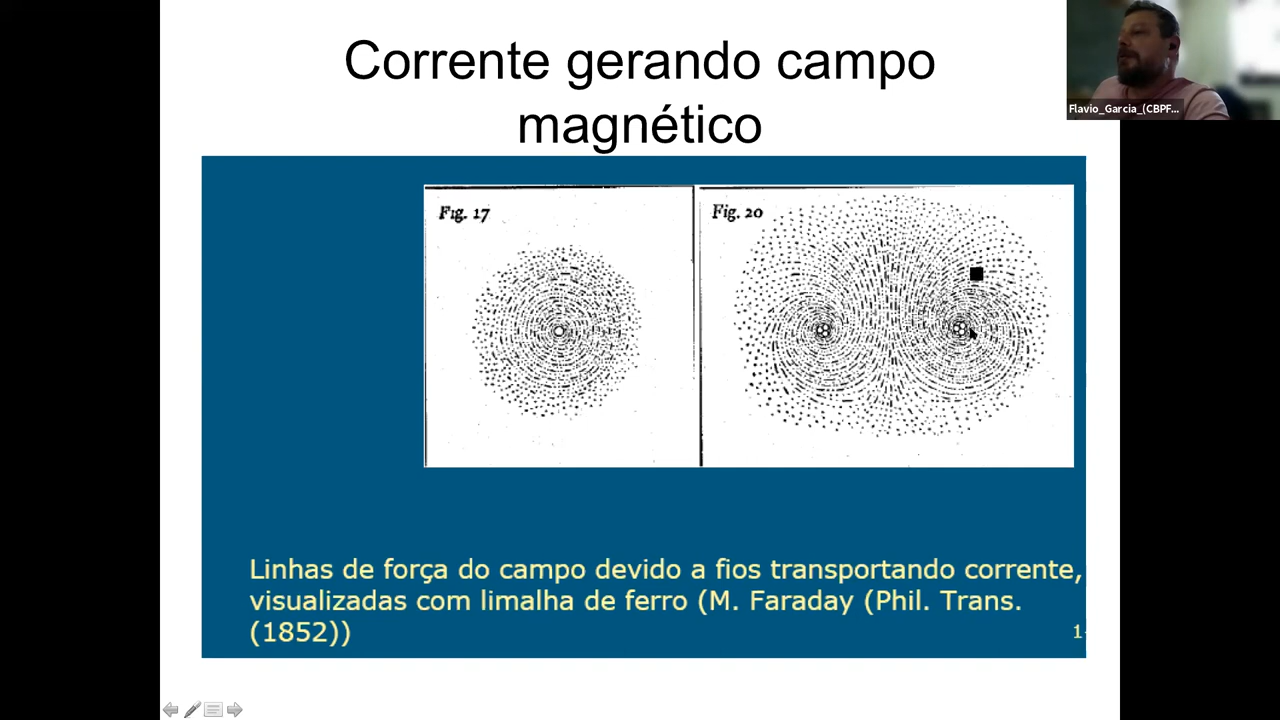 Corrente gerando campo
magnético
Flavio_Garcia_(CBPF...
Fig. 17
Fig. 20
Linhas de força do campo devido a fios transportando corrente,
visualizadas com limalha de ferro (M. Faraday (Phil. Trans.
(1852))